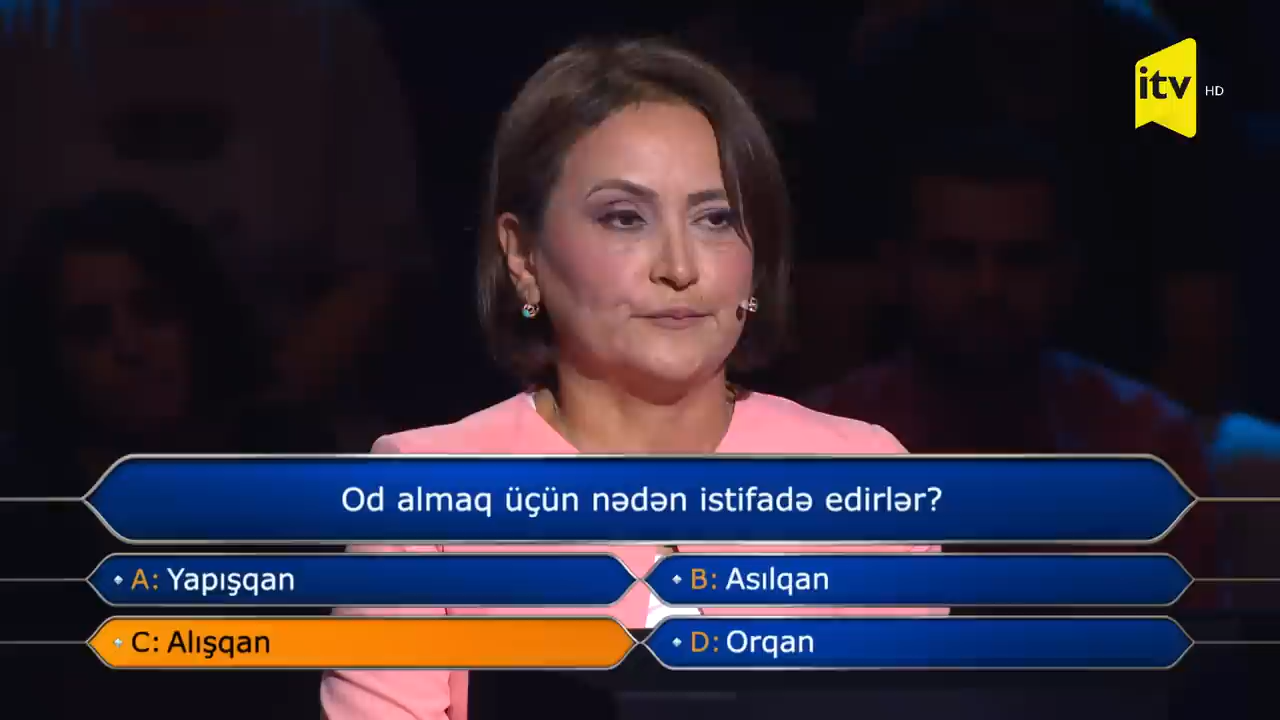 itv HD
Od almaq üçün nədən istifadə edirlər?
A: Yapışqan
B: Asılqan
C: Alışqan
D: Orqan